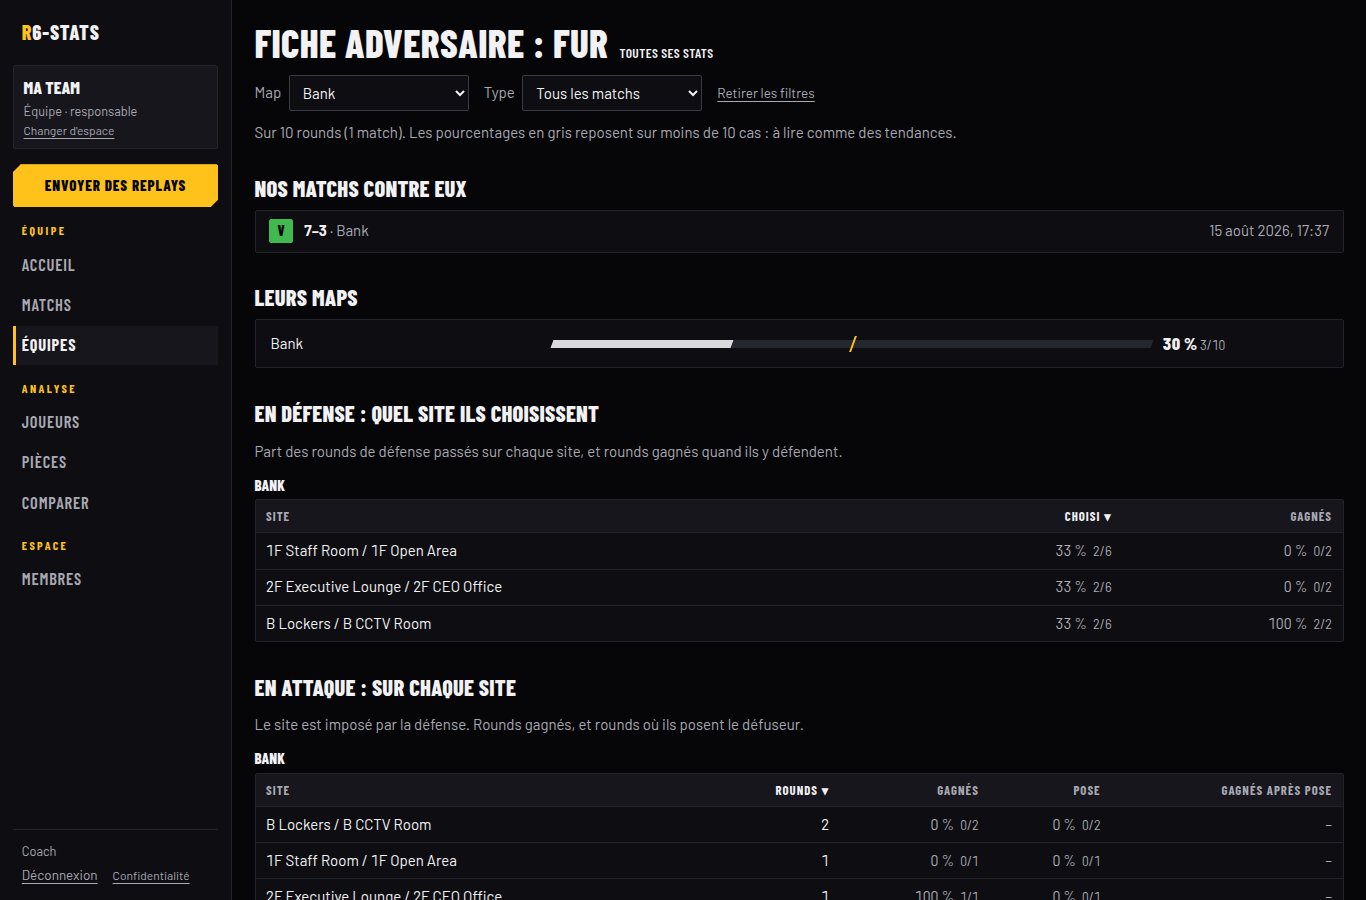 R6-STATS
MA TEAM
Équipe · responsable
Changer d'espace
ENVOYER DES REPLAYS
ÉQUIPE
ACCUEIL
MATCHS
ÉQUIPES
ANALYSE
JOUEURS
PIÈCES
COMPARER
ESPACE
MEMBRES
Coach
Déconnexion Confidentialité
FICHE ADVERSAIRE : FUR TOUTES SES STATS
Map Bank Type Tous les matchs Retirer les filtres
Sur 10 rounds (1 match). Les pourcentages en gris reposent sur moins de 10 cas : à lire comme des tendances.
NOS MATCHS CONTRE EUX
V 7–3 · Bank 15 août 2026, 17:37
LEURS MAPS
Bank 30 % 3/10
EN DÉFENSE : QUEL SITE ILS CHOISISSENT
Part des rounds de défense passés sur chaque site, et rounds gagnés quand ils y défendent.
BANK
SITE CHOISI ▼ GAGNÉS
1F Staff Room / 1F Open Area 33 % 2/6 0 % 0/2
2F Executive Lounge / 2F CEO Office 33 % 2/6 0 % 0/2
B Lockers / B CCTV Room 33 % 2/6 100 % 2/2
EN ATTAQUE : SUR CHAQUE SITE
Le site est imposé par la défense. Rounds gagnés, et rounds où ils posent le défuseur.
BANK
SITE ROUNDS ▼ GAGNÉS POSE GAGNÉS APRÈS POSE
B Lockers / B CCTV Room 2 0 % 0/2 0 % 0/2 –
1F Staff Room / 1F Open Area 1 0 % 0/1 0 % 0/1 –
2F Executive Lounge / 2F CEO Office 1 100 % 1/1 0 % 0/1 –